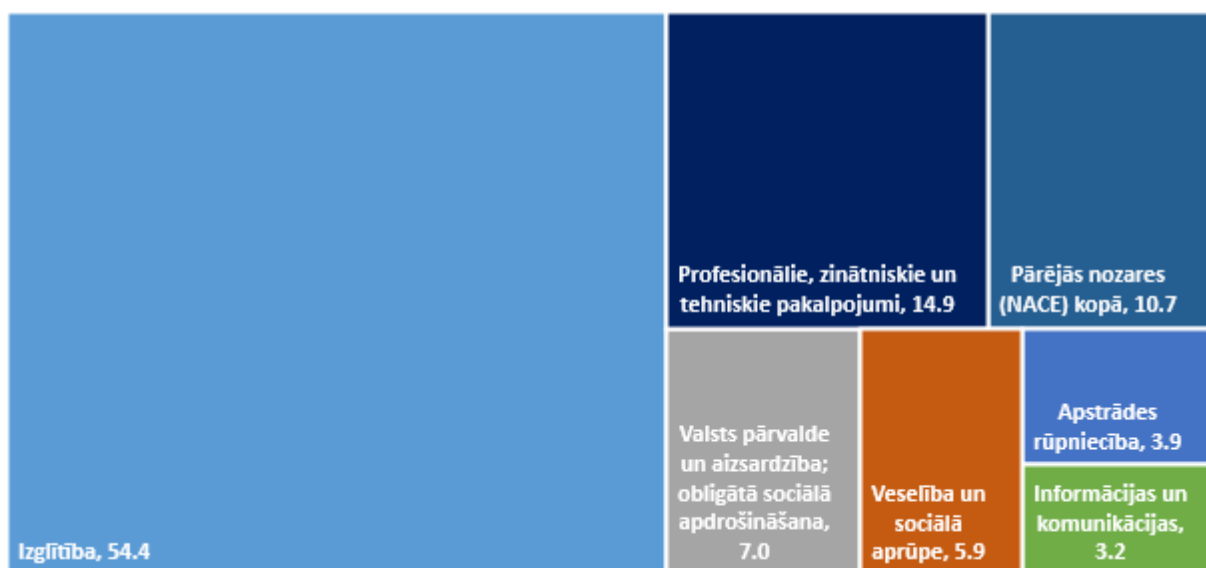 Izglītība, 54.4
Profesionālie, zinātniskie un
tehniskie pakalpojumi, 14.9
Pārējās nozares
(NACE) kopā, 10.7
Valsts pārvalde
un aizsardzība;
obligātā sociālā
apdrošināšana,
7.0
Veselība un
sociālā
aprūpe, 5.9
Apstrādes
rūpniecība, 3.9
Informācijas un
komunikācijas,
3.2